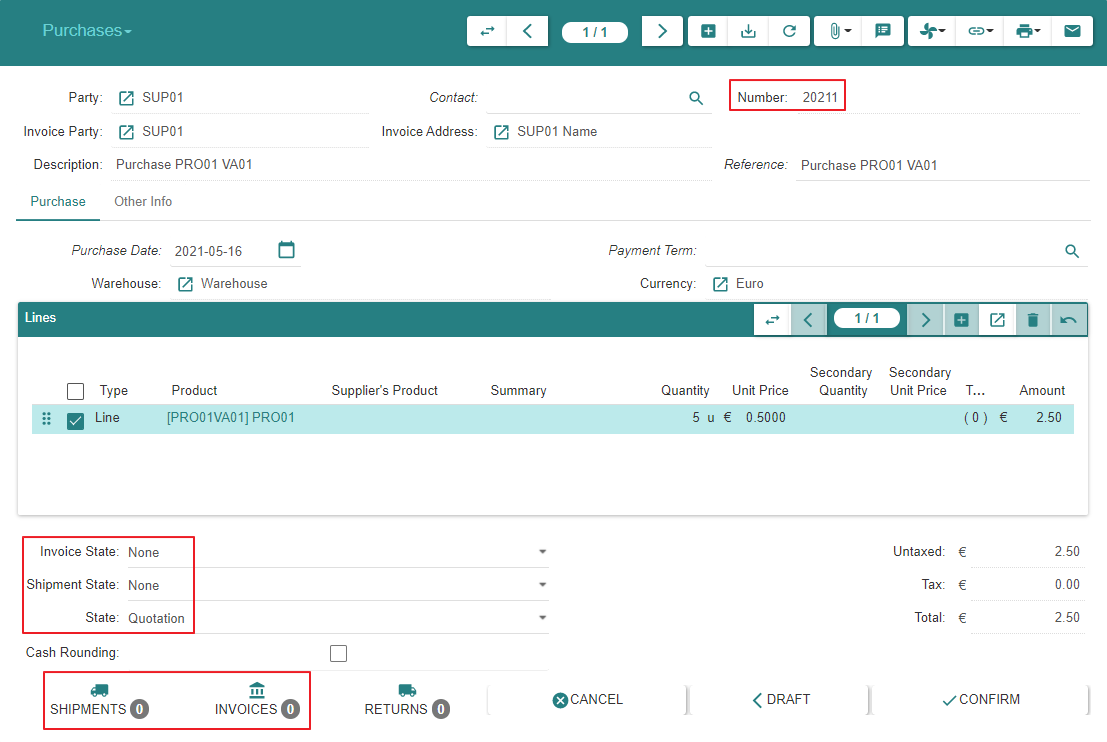 Purchases
1 / 1
Party: SUP01 Contact: Number: 20211
Invoice Party: SUP01 Invoice Address: SUP01 Name
Description: Purchase PRO01 VA01 Reference: Purchase PRO01 VA01
Purchase Other Info
Purchase Date: 2021-05-16 Payment Term:
Warehouse: Warehouse Currency: Euro
Lines 1 / 1
Type Product Supplier's Product Summary Quantity Unit Price Secondary Quantity Secondary Unit Price T... Amount
Line [PRO01VA01] PRO01 5 u € 0.5000 ( 0 ) € 2.50
Invoice State: None Untaxed: € 2.50
Shipment State: None Tax: € 0.00
State: Quotation Total: € 2.50
Cash Rounding:
SHIPMENTS 0 INVOICES 0 RETURNS 0 CANCEL DRAFT CONFIRM